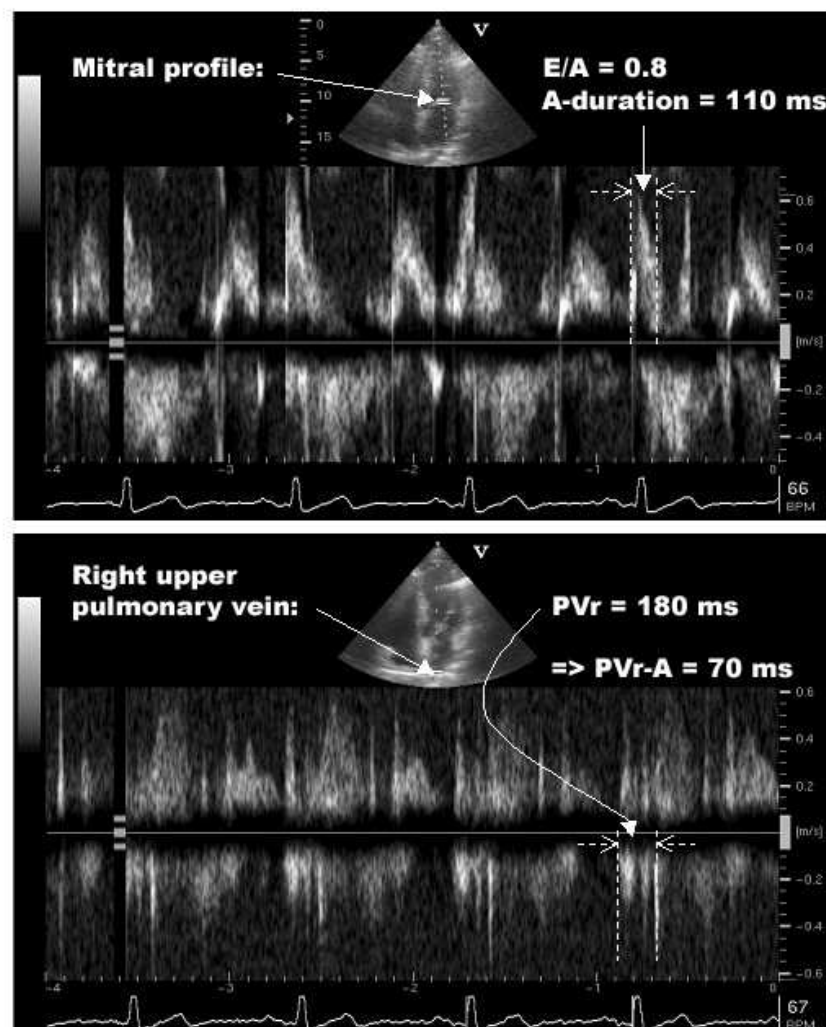 V
0
5
10
15
Mitral profile:
E/A = 0.8
A-duration = 110 ms
0.6
0.4
0.2
[m/s]
-0.2
-0.4
-4
-3
-2
-1
0
66
BPM
V
Right upper
pulmonary vein:
PVr = 180 ms
=> PVr-A = 70 ms
0.6
0.4
0.2
[m/s]
-0.2
-0.4
-0.6
-4
-3
-2
-1
0
67
BPM